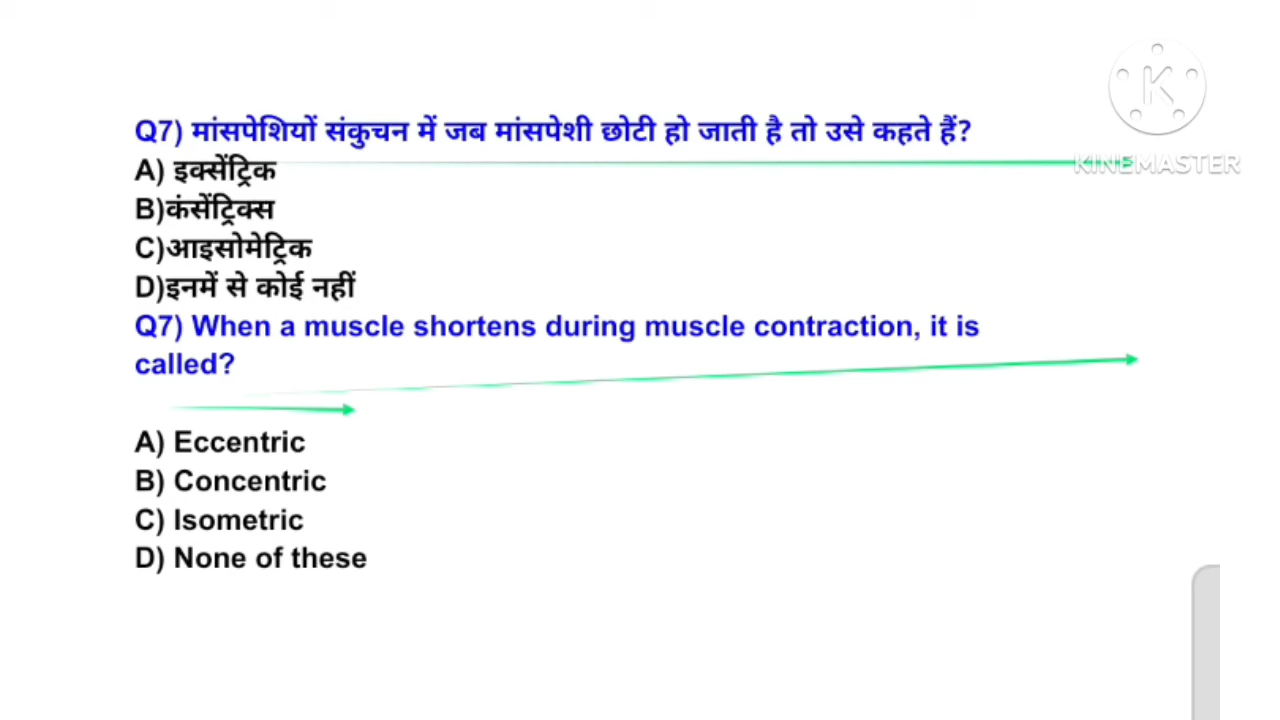 Q7) मांसपेशियों संकुचन में जब मांसपेशी छोटी हो जाती है तो उसे कहते हैं?
A) इक्सेंट्रिक
B)कंसेंट्रिक्स
C)आइसोमेट्रिक
D)इनमें से कोई नहीं
Q7) When a muscle shortens during muscle contraction, it is
called?
A) Eccentric
B) Concentric
C) Isometric
D) None of these
K
KINEMASTER